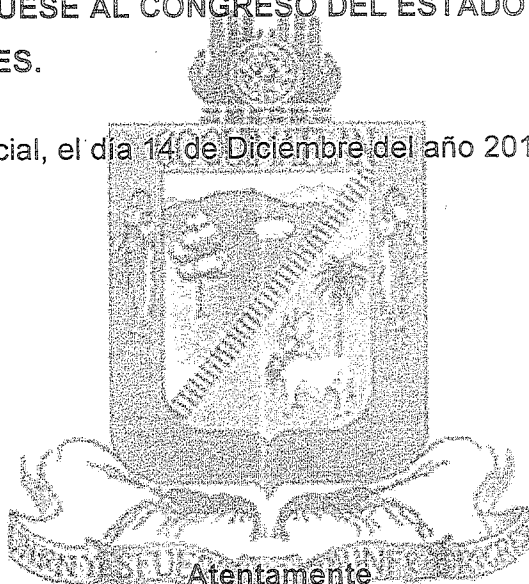 UESE AL CONGRESO DEL ESTADO
ES.
cial, el día 14 de Diciembre del año 201
Atentamente